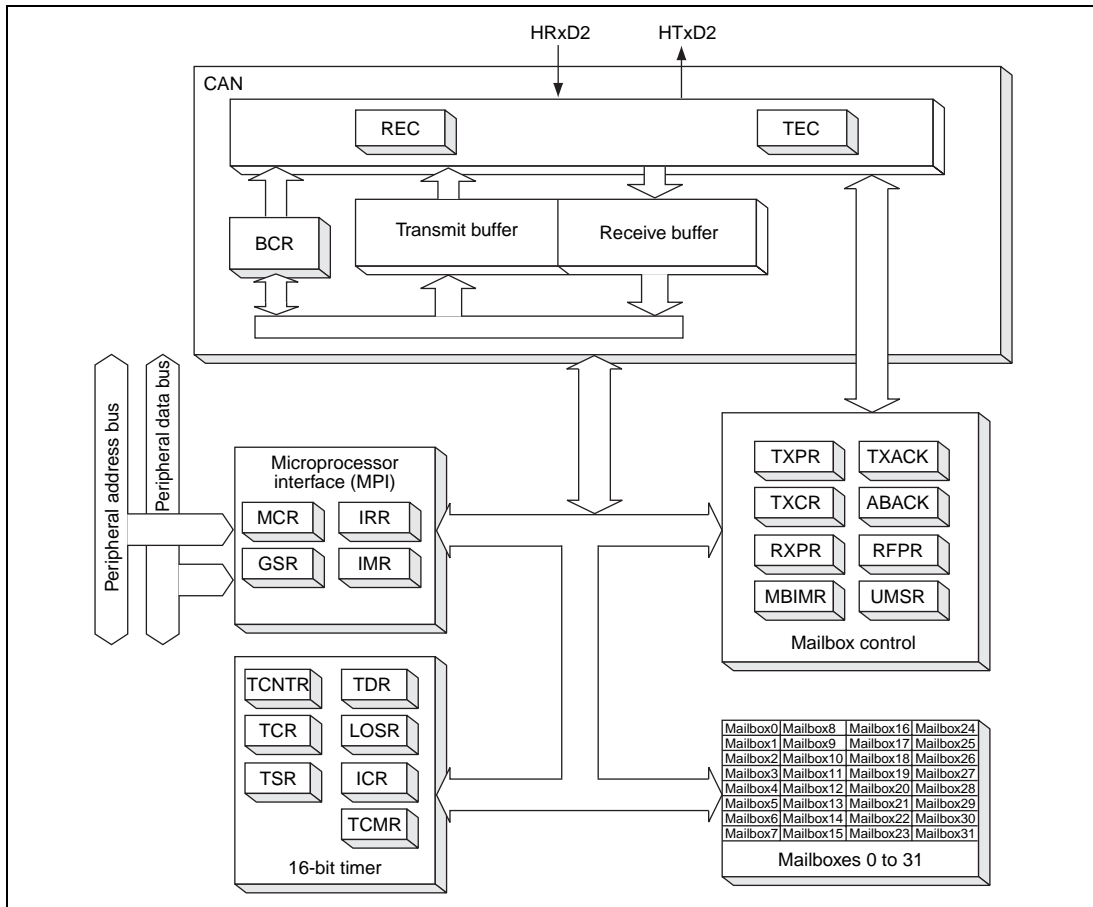 HRxD2 HTxD2
CAN
REC TEC
BCR
Transmit buffer Receive buffer
Peripheral address bus
Peripheral data bus
Microprocessor
interface (MPI)
MCR IRR
GSR IMR
TXPR TXACK
TXCR ABACK
RXPR RFPR
MBIMR UMSR
Mailbox control
TCNTR TDR
TCR LOSR
TSR ICR
TCMR
16-bit timer
Mailbox0 Mailbox8 Mailbox16 Mailbox24
Mailbox1 Mailbox9 Mailbox17 Mailbox25
Mailbox2 Mailbox10 Mailbox18 Mailbox26
Mailbox3 Mailbox11 Mailbox19 Mailbox27
Mailbox4 Mailbox12 Mailbox20 Mailbox28
Mailbox5 Mailbox13 Mailbox21 Mailbox29
Mailbox6 Mailbox14 Mailbox22 Mailbox30
Mailbox7 Mailbox15 Mailbox23 Mailbox31
Mailboxes 0 to 31